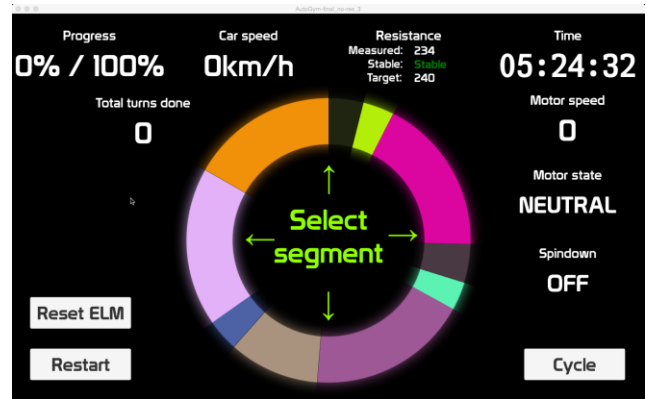 AutoGym-final_no ves_3
Progress
0% / 100%
Car speed
0km/h
Resistance
Measured: 234
Stable: Stable
Target: 240
Time
05:24:32
Total turns done
0
Motor speed
0
Motor state
NEUTRAL
Spindown
OFF
↑
← Select →
segment
↓
Reset ELM
Restart
Cycle